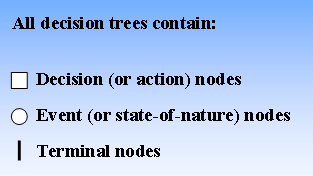 All decision trees contain:
Decision (or action) nodes
Event (or state-of-nature) nodes
Terminal nodes